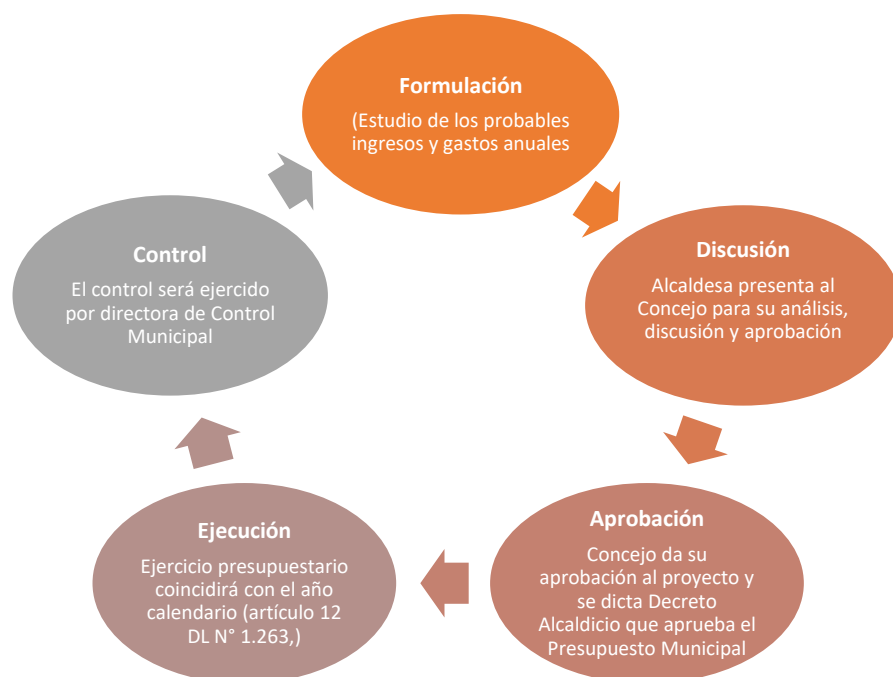 Formulación
(Estudio de los probables
ingresos y gastos anuales
Discusión
Alcaldesa presenta al
Concejo para su análisis,
discusión y aprobación
Aprobación
Concejo da su
aprobación al proyecto y
se dicta Decreto
Alcaldicio que aprueba el
Presupuesto Municipal
Ejecución
Ejercicio presupuestario
coincidirá con el año
calendario (artículo 12
DL N° 1.263,)
Control
El control será ejercido
por directora de Control
Municipal